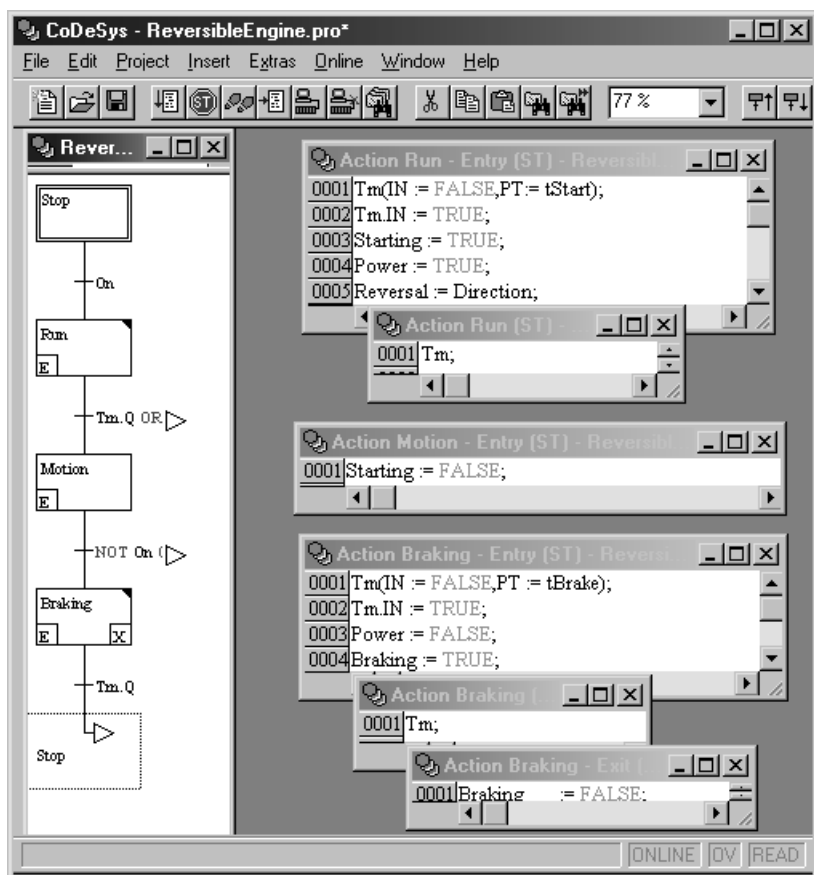 CoDeSys - ReversibleEngine.pro*
File Edit Project Insert Extras Online Window Help
ST
77 %
Rever...
Stop
On
Run
E
Tm.Q OR
Motion
E
NOT On (
Braking
E X
Tm.Q
Stop
Action Run - Entry (ST) - Reversibl
0001 Tm(IN := FALSE,PT:= tStart);
0002 Tm.IN := TRUE;
0003 Starting := TRUE;
0004 Power := TRUE;
0005 Reversal := Direction;
Action Run (ST) - ...
0001 Tm;
Action Motion - Entry (ST) - Reversibl
0001 Starting := FALSE;
Action Braking - Entry (ST) - Reversi
0001 Tm(IN := FALSE,PT := tBrake);
0002 Tm.IN := TRUE;
0003 Power := FALSE;
0004 Braking := TRUE;
Action Braking (..
0001 Tm;
Action Braking - Exit (..
0001 Braking := FALSE;
ONLINE OV READ